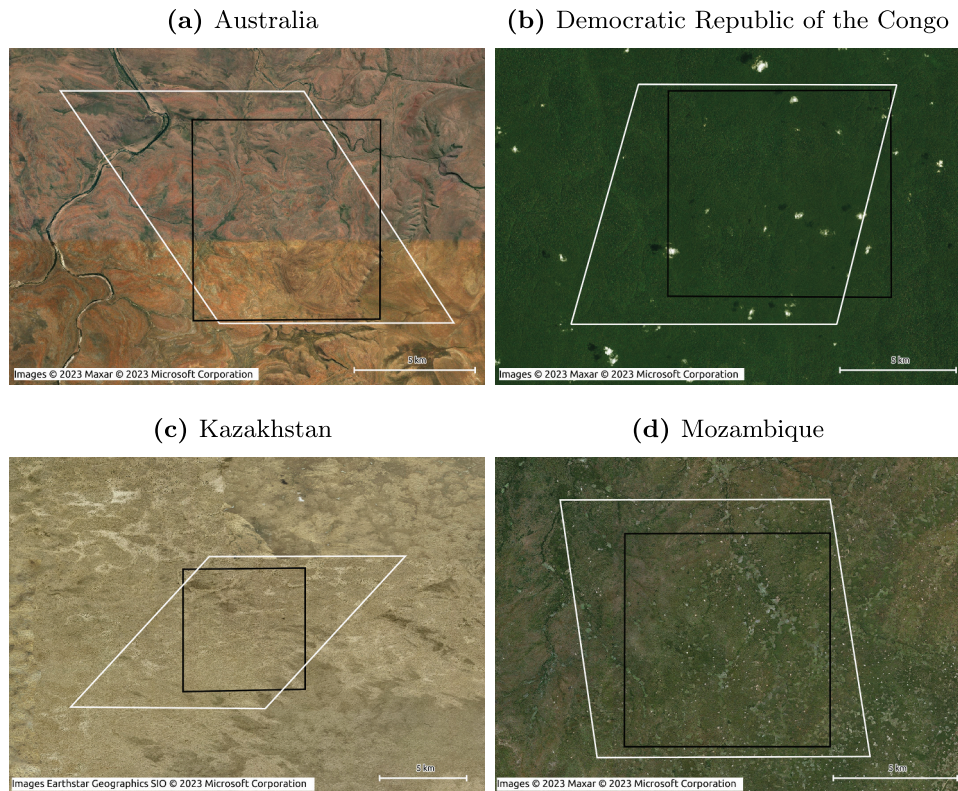 (a) Australia
(b) Democratic Republic of the Congo
5 km
Images © 2023 Maxar © 2023 Microsoft Corporation
5 km
Images © 2023 Maxar © 2023 Microsoft Corporation
(c) Kazakhstan
(d) Mozambique
5 km
Images Earthstar Geographics SIO © 2023 Microsoft Corporation
5 km
Images © 2023 Maxar © 2023 Microsoft Corporation